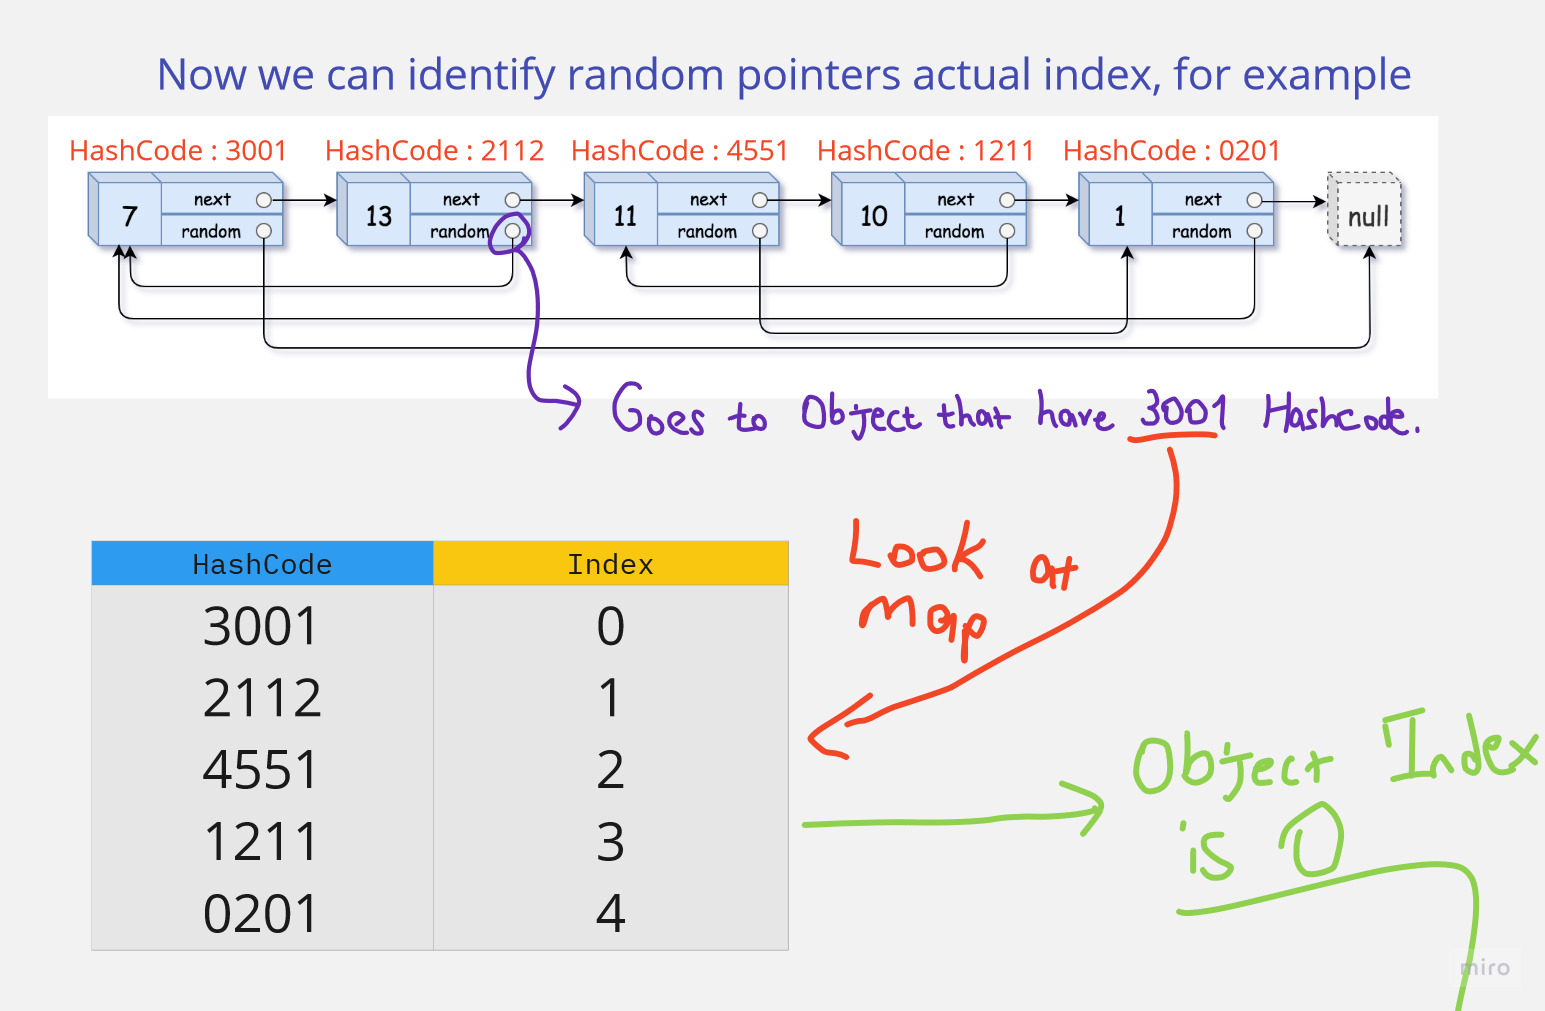 Now we can identify random pointers actual index, for example
HashCode : 3001 HashCode : 2112 HashCode : 4551 HashCode : 1211 HashCode : 0201
7 next 13 next 11 next 10 next 1 next null
random random random random random
Goes to Object that have 3001 Hashcode.
Look at
map
HashCode Index
3001 0
2112 1
4551 2
1211 3
0201 4
Object Index
is 0
miro